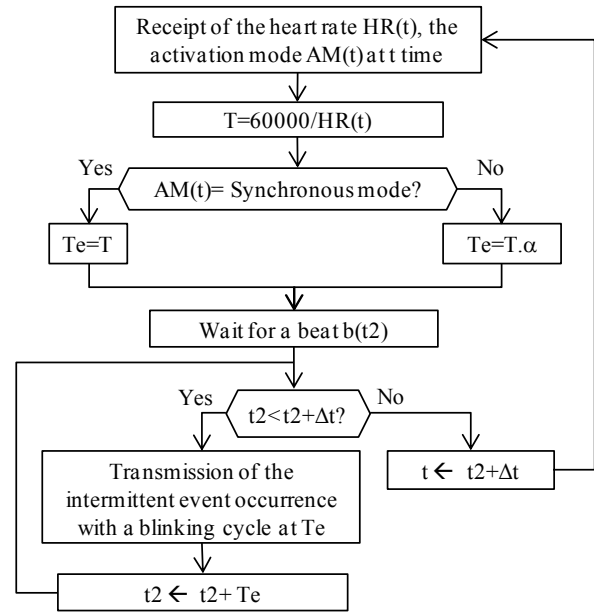 Receipt of the heart rate HR(t), the
activation mode AM(t) at t time
T=60000/HR(t)
Yes
No
AM(t)= Synchronous mode?
Te=T
Te=T.α
Wait for a beat b(t2)
Yes
No
t2<t2+Δt?
Transmission of the
intermittent event occurrence
with a blinking cycle at Te
t ← t2+Δt
t2 ← t2+ Te